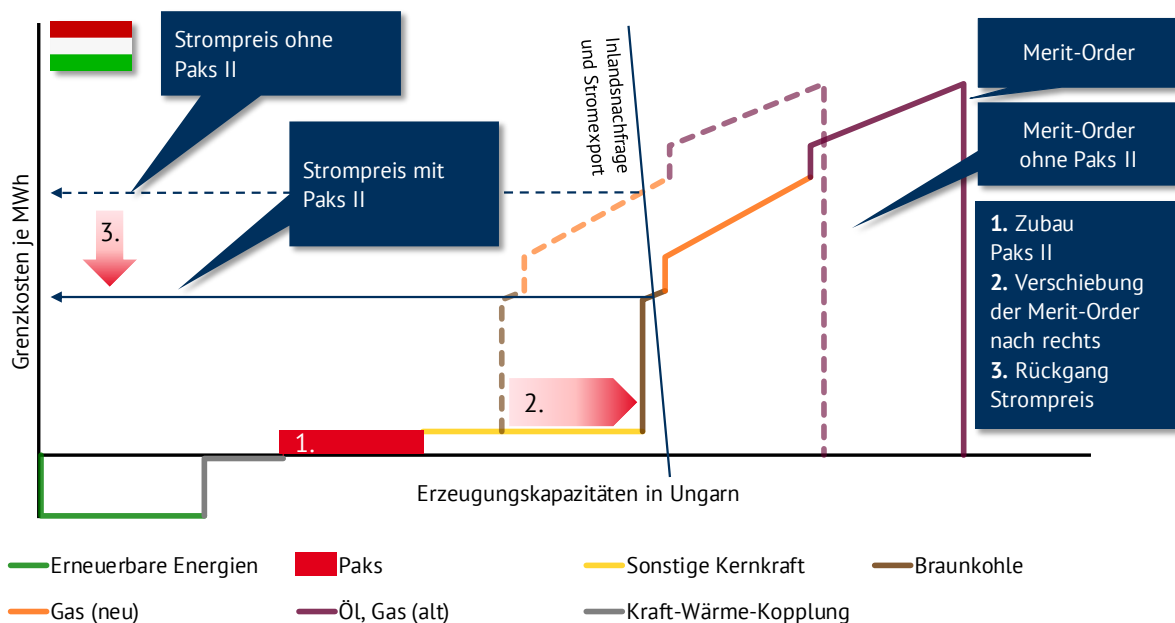 Strompreis ohne
Paks II
Strompreis mit
Paks II
Inlandsnachfrage
und Stromexport
Merit-Order
Merit-Order
ohne Paks II
1. Zubau
Paks II
2. Verschiebung
der Merit-Order
nach rechts
3. Rückgang
Strompreis
Grenzkosten je MWh
3.
2.
1.
Erzeugungskapazitäten in Ungarn
Erneuerbare Energien
Paks
Sonstige Kernkraft
Braunkohle
Gas (neu)
Öl, Gas (alt)
Kraft-Wärme-Kopplung